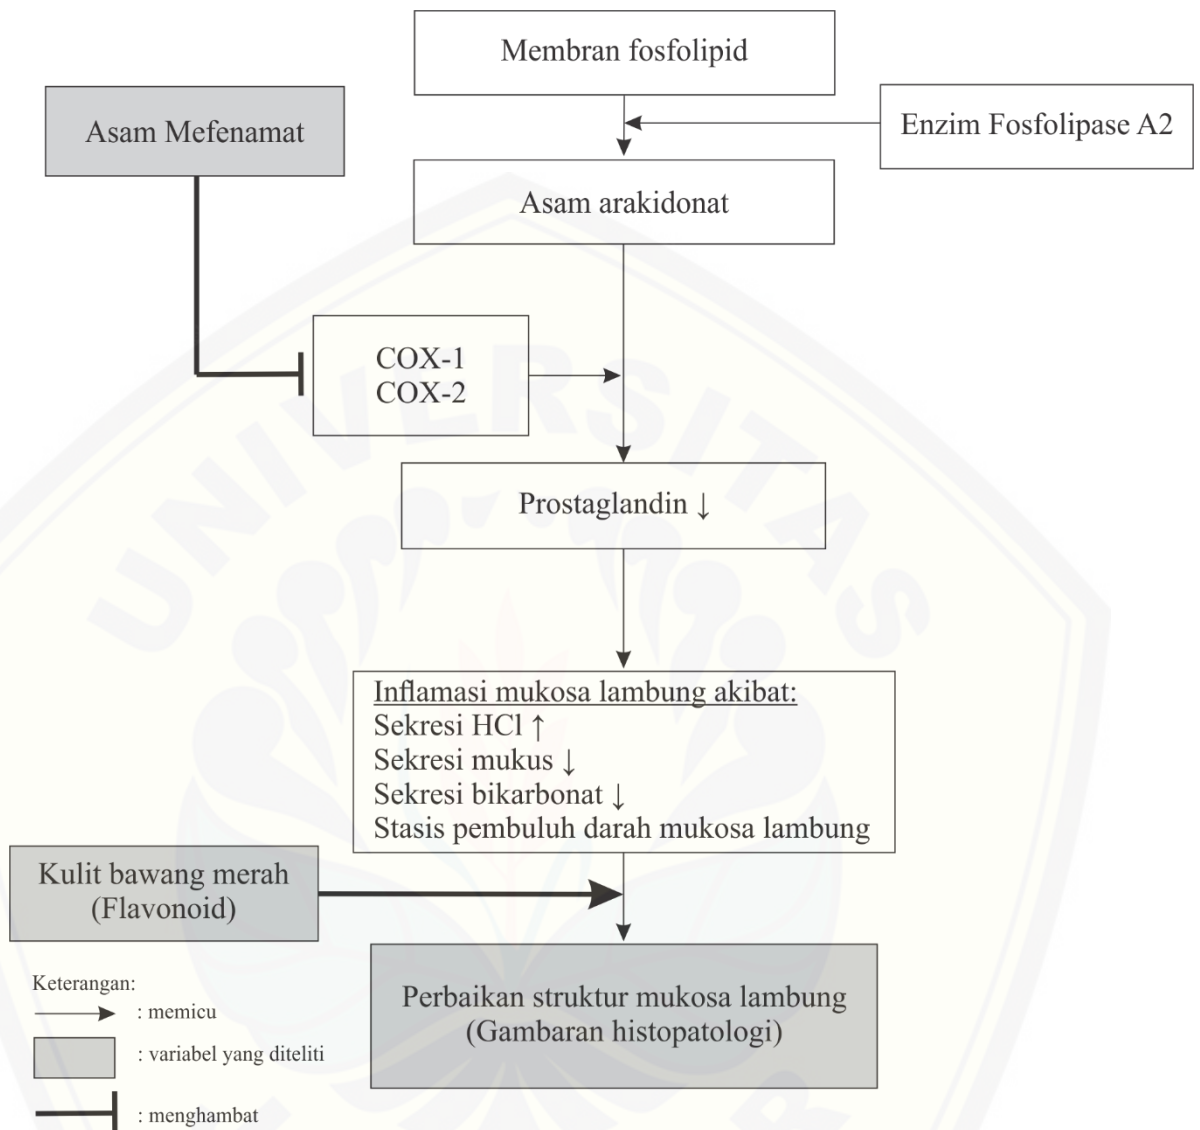 Membran fosfolipid
Asam Mefenamat
Enzim Fosfolipase A2
Asam arakidonat
COX-1
COX-2
Prostaglandin ↓
Inflamasi mukosa lambung akibat:
Sekresi HCl ↑
Sekresi mukus ↓
Sekresi bikarbonat ↓
Stasis pembuluh darah mukosa lambung
Kulit bawang merah
(Flavonoid)
Perbaikan struktur mukosa lambung
(Gambaran histopatologi)
Keterangan:
: memicu
: variabel yang diteliti
: menghambat
UNIVERSITAS